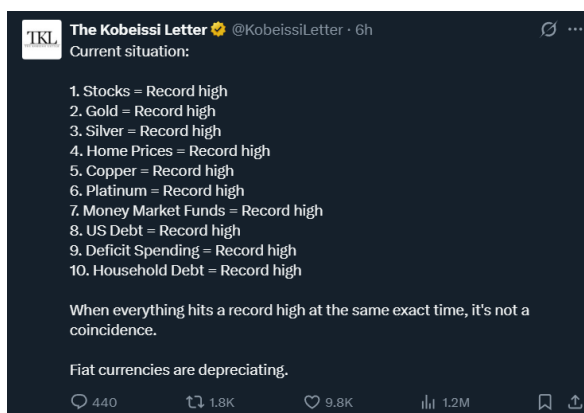 TKL
The Kobeissi Letter @KobeissiLetter · 6h
Current situation:
1. Stocks = Record high
2. Gold = Record high
3. Silver = Record high
4. Home Prices = Record high
5. Copper = Record high
6. Platinum = Record high
7. Money Market Funds = Record high
8. US Debt = Record high
9. Deficit Spending = Record high
10. Household Debt = Record high
When everything hits a record high at the same exact time, it's not a
coincidence.
Fiat currencies are depreciating.
440 1.8K 9.8K 1.2M